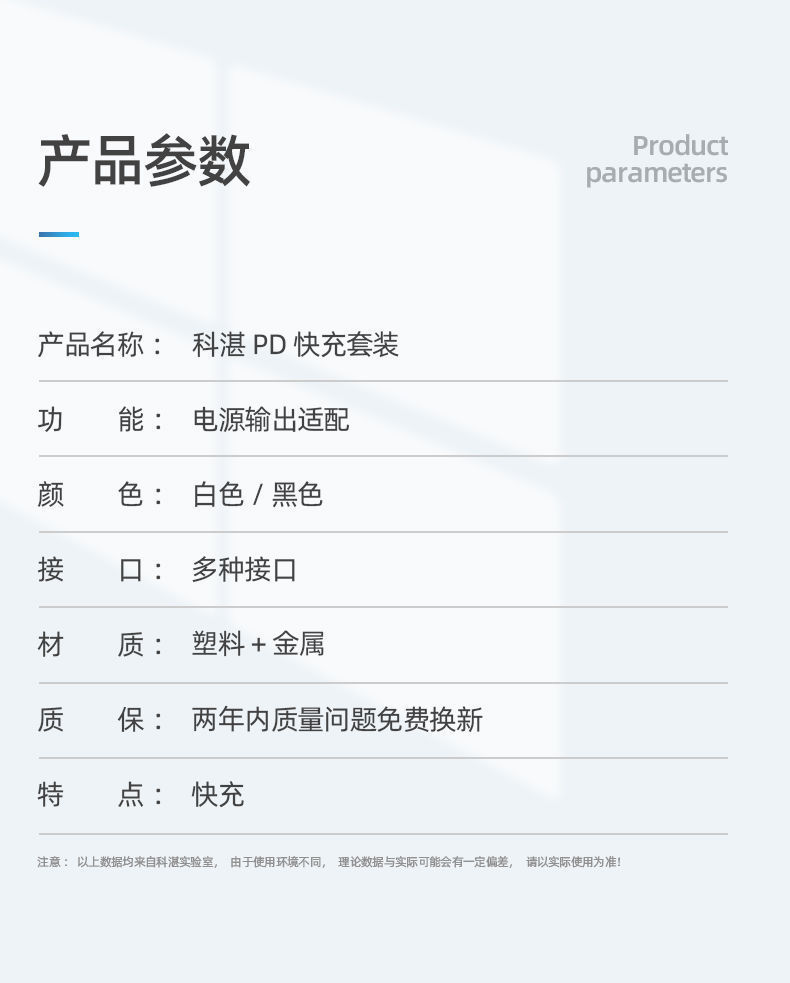 产品参数
Product
parameters
产品名称： 科湛 PD 快充套装
功 能： 电源输出适配
颜 色： 白色 / 黑色
接 口： 多种接口
材 质： 塑料 + 金属
质 保： 两年内质量问题免费换新
特 点： 快充
注意： 以上数据均来自科湛实验室， 由于使用环境不同， 理论数据与实际可能会有一定偏差， 请以实际使用为准!